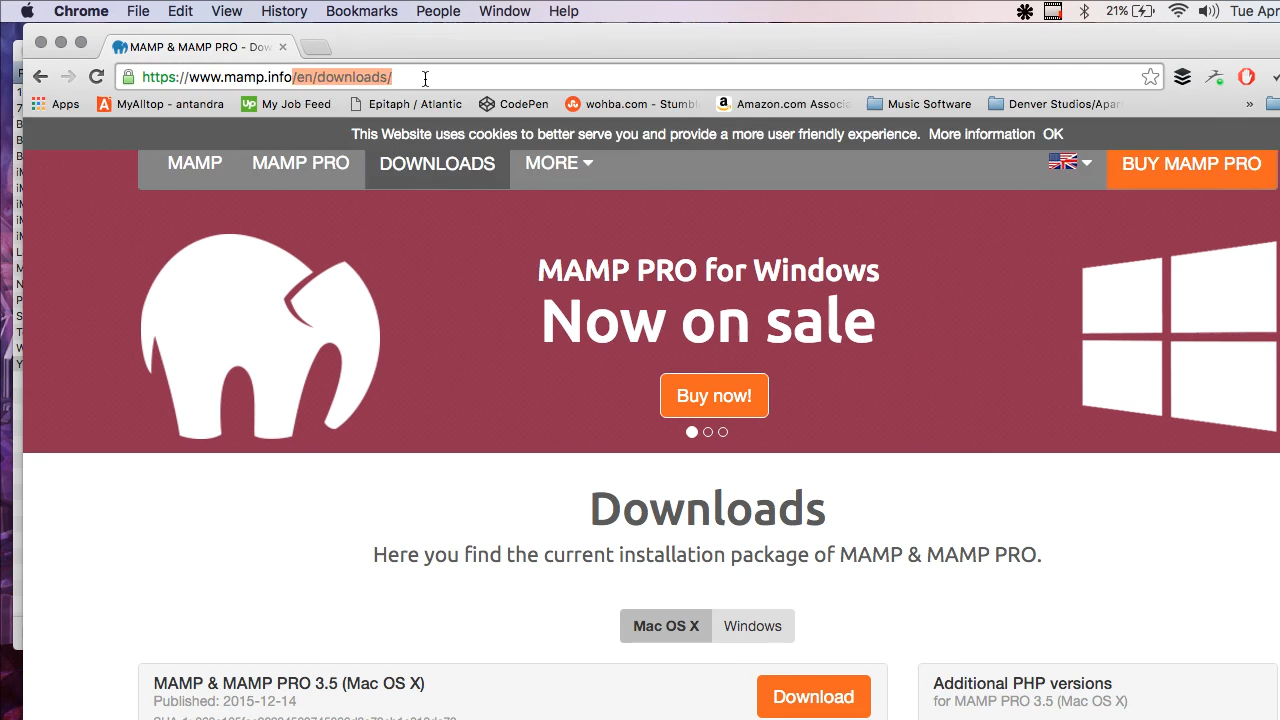 Chrome File Edit View History Bookmarks People Window Help 21% Tue Apr
MAMP & MAMP PRO - Dow
https://www.mamp.info/en/downloads/
Apps MyAlltop - antandra My Job Feed Epitaph / Atlantic CodePen wohba.com - Stumbl Amazon.com-Associa Music Software Denver Studios/Apar »
This Website uses cookies to better serve you and provide a more user friendly experience. More information OK
MAMP MAMP PRO DOWNLOADS MORE BUY MAMP PRO
MAMP PRO for Windows
Now on sale
Buy now!
Downloads
Here you find the current installation package of MAMP & MAMP PRO.
Mac OS X Windows
MAMP & MAMP PRO 3.5 (Mac OS X)
Published: 2015-12-14
Download
Additional PHP versions
for MAMP PRO 3.5 (Mac OS X)